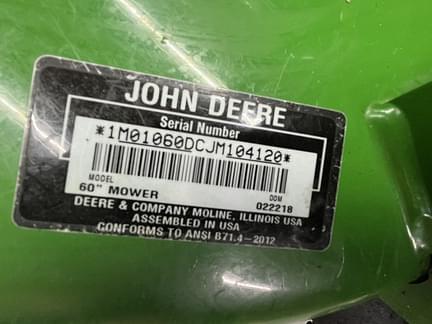 JOHN DEERE
Serial Number
*1M01060DCJM104120*
MODEL DOM
60" MOWER 022218
DEERE & COMPANY MOLINE, ILLINOIS USA
ASSEMBLED IN USA
CONFORMS TO ANSI B71.4-2012